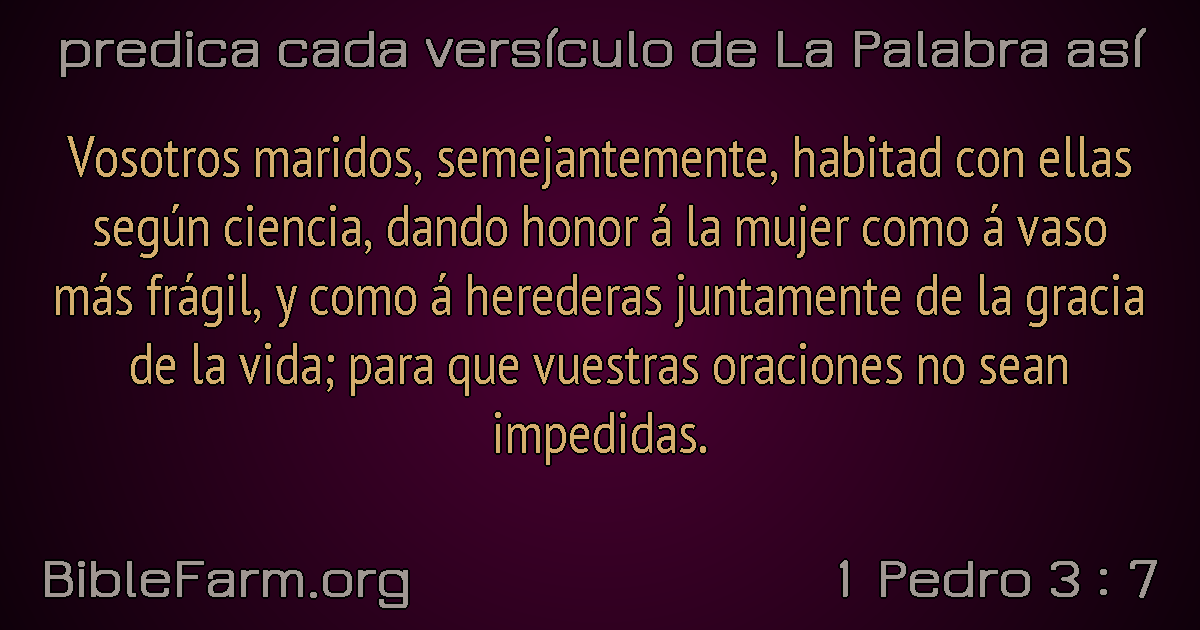 predica cada versículo de La Palabra así
Vosotros maridos, semejantemente, habitad con ellas
según ciencia, dando honor á la mujer como á vaso
más frágil, y como á herederas juntamente de la gracia
de la vida; para que vuestras oraciones no sean
impedidas.
BibleFarm.org
1 Pedro 3 : 7